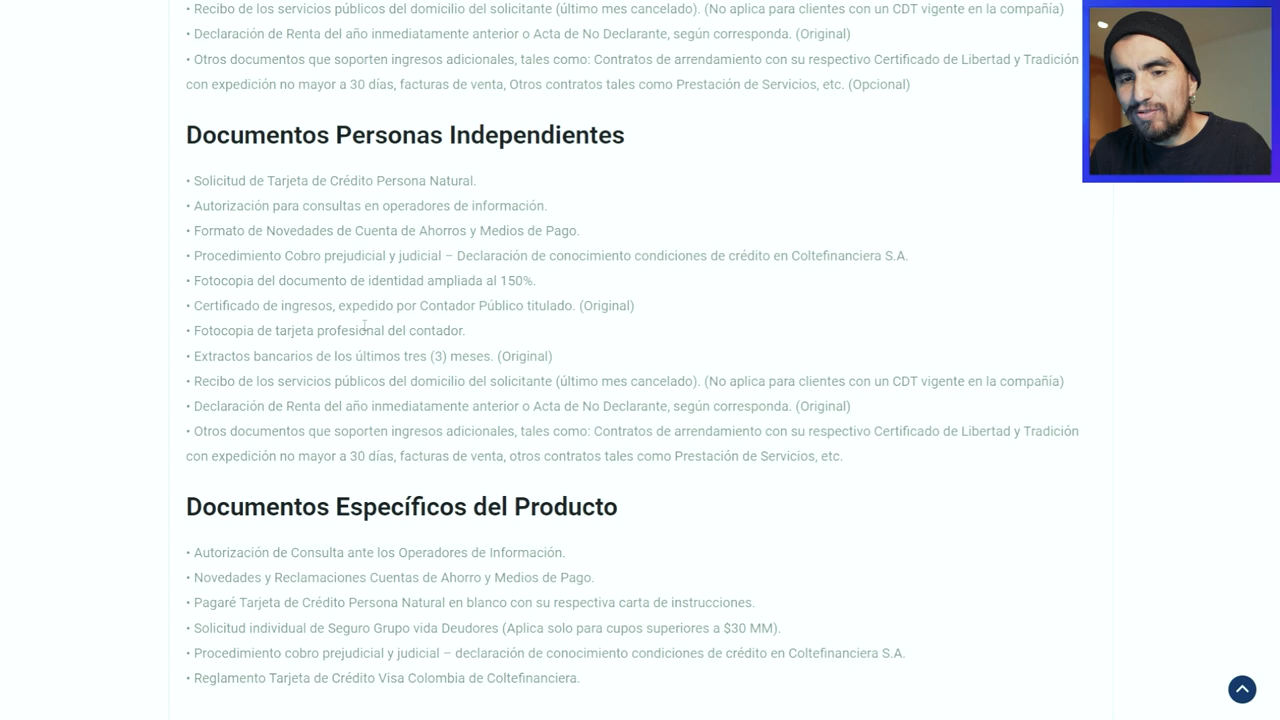 • Recibo de los servicios públicos del domicilio del solicitante (último mes cancelado). (No aplica para clientes con un CDT vigente en la compañía)
• Declaración de Renta del año inmediatamente anterior o Acta de No Declarante, según corresponda. (Original)
• Otros documentos que soporten ingresos adicionales, tales como: Contratos de arrendamiento con su respectivo Certificado de Libertad y Tradición
con expedición no mayor a 30 días, facturas de venta, Otros contratos tales como Prestación de Servicios, etc. (Opcional)
Documentos Personas Independientes
• Solicitud de Tarjeta de Crédito Persona Natural.
• Autorización para consultas en operadores de información.
• Formato de Novedades de Cuenta de Ahorros y Medios de Pago.
• Procedimiento Cobro prejudicial y judicial – Declaración de conocimiento condiciones de crédito en Coltefinanciera S.A.
• Fotocopia del documento de identidad ampliada al 150%.
• Certificado de ingresos, expedido por Contador Público titulado. (Original)
• Fotocopia de tarjeta profesional del contador.
• Extractos bancarios de los últimos tres (3) meses. (Original)
• Recibo de los servicios públicos del domicilio del solicitante (último mes cancelado). (No aplica para clientes con un CDT vigente en la compañía)
• Declaración de Renta del año inmediatamente anterior o Acta de No Declarante, según corresponda. (Original)
• Otros documentos que soporten ingresos adicionales, tales como: Contratos de arrendamiento con su respectivo Certificado de Libertad y Tradición
con expedición no mayor a 30 días, facturas de venta, otros contratos tales como Prestación de Servicios, etc.
Documentos Específicos del Producto
• Autorización de Consulta ante los Operadores de Información.
• Novedades y Reclamaciones Cuentas de Ahorro y Medios de Pago.
• Pagaré Tarjeta de Crédito Persona Natural en blanco con su respectiva carta de instrucciones.
• Solicitud individual de Seguro Grupo vida Deudores (Aplica solo para cupos superiores a $30 MM).
• Procedimiento cobro prejudicial y judicial – declaración de conocimiento condiciones de crédito en Coltefinanciera S.A.
• Reglamento Tarjeta de Crédito Visa Colombia de Coltefinanciera.